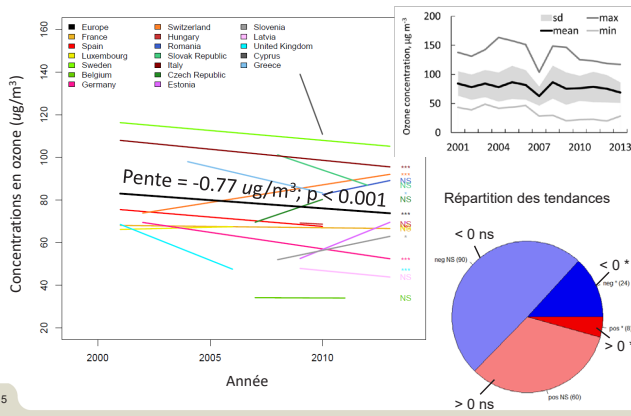 Concentrations en ozone (ug/m³)
160
140
120
100
80
60
40
20
Europe
France
Spain
Luxembourg
Sweden
Belgium
Germany
Switzerland
Hungary
Romania
Slovak Republic
Italy
Czech Republic
Estonia
Slovenia
Latvia
United Kingdom
Cyprus
Greece
Pente = -0.77 ug/m³; p < 0.001
***
***
NS
NS
*
NS
***
NS
NS
*
***
***
NS
NS
2000
2005
2010
Année
Ozone concentration, µg m-3
200
150
100
50
0
sd
mean
max
min
2001
2004
2007
2010
2013
Répartition des tendances
< 0 ns
neg NS (90)
< 0 *
neg * (24)
pos * (8)
> 0 *
> 0 ns
pos NS (60)
5